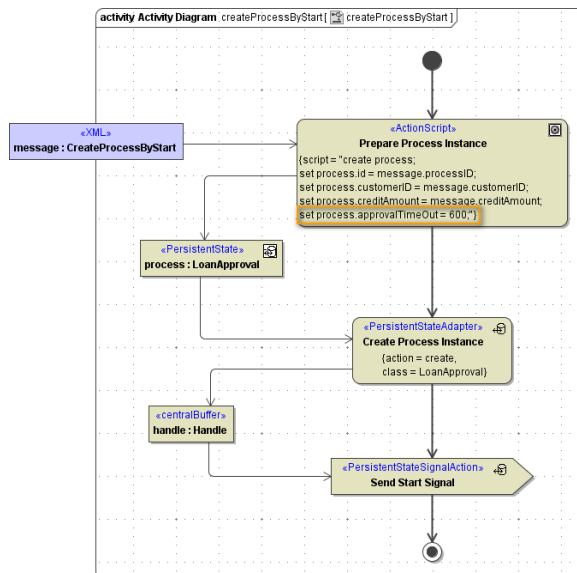 activity Activity Diagram createProcessByStart[ createProcessByStart ]
«ActionScript»
Prepare Process Instance
{script = "create process;
set process.id = message.processID;
set process.customerID = message.customerID;
set process.creditAmount = message.creditAmount;
set process.approvalTimeOut = 600;"}
«XML»
message : CreateProcessByStart
«PersistentState»
process : LoanApproval
«PersistentStateAdapter»
Create Process Instance
{action = create,
class = LoanApproval}
«centralBuffer»
handle : Handle
«PersistentStateSignalAction»
Send Start Signal